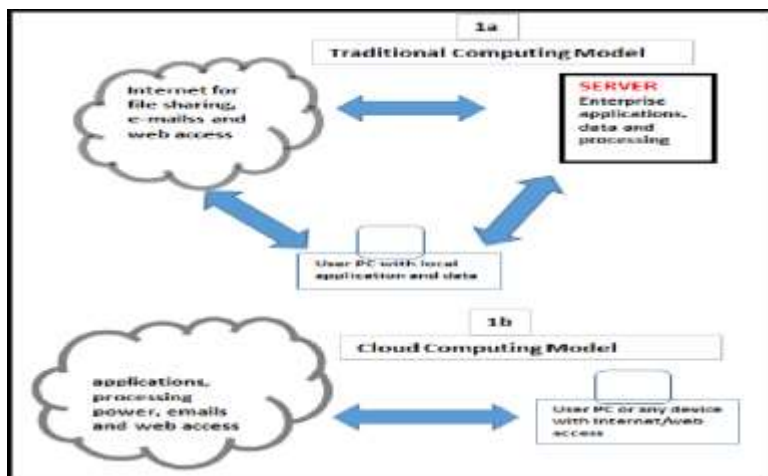 1a
Traditional Computing Model
Internet for
file sharing,
e-mailss and
web access
SERVER
Enterprise
applications,
data and
processing
User PC with local
application and data
1b
Cloud Computing Model
applications,
processing
power, emails
and web access
User PC or any device
with Internet/web
access